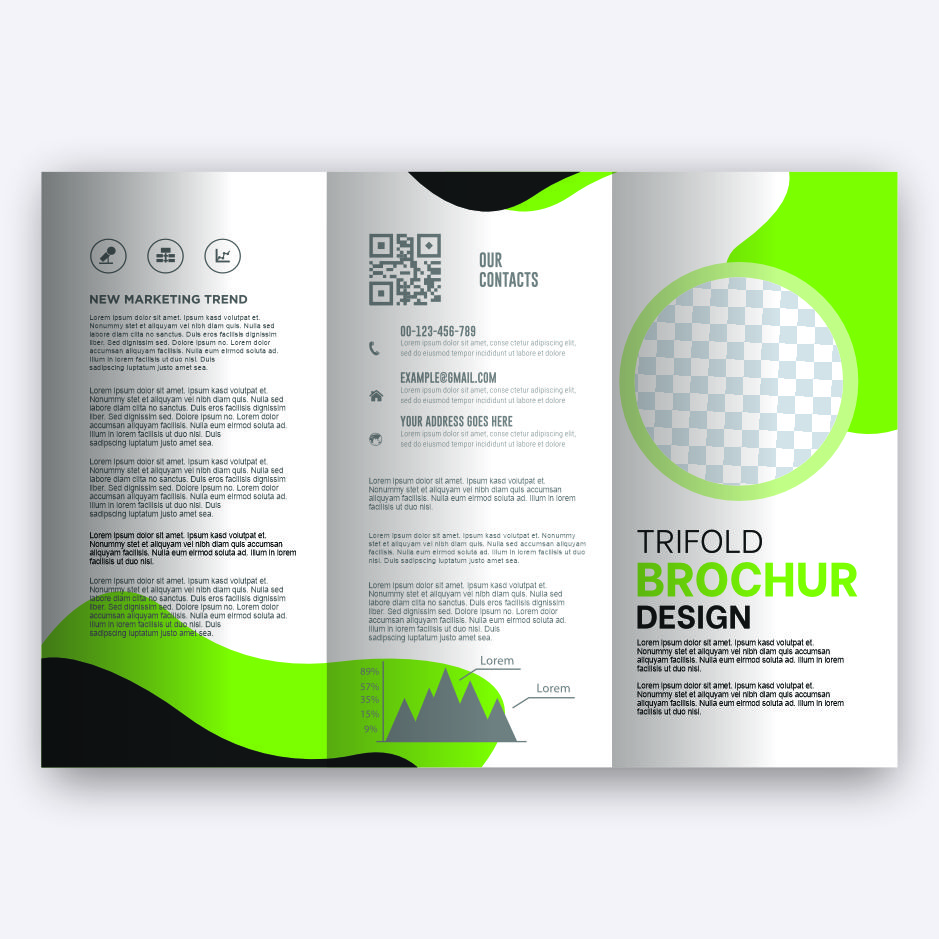 NEW MARKETING TREND
Lorem ipsum dolor sit amet. Ipsum kasd volutpat et.
Nonummy stet et aliquyam vel nibh diam quis. Nulla sed
labore diam clita no sanctus. Duis eros facilisis dignissim
liber. Sed dignissim sed. Dolore ipsum no. Lorem dolor
aliquyam facilisis. Nulla eum eirmod soluta ad. Illum
illum in lorem facilisis ut duo nisl. Duis
sadipscing luptatum justo amet sea.
Lorem ipsum dolor sit amet. Ipsum kasd volutpat et.
Nonummy stet et aliquyam vel nibh diam quis. Nulla sed
labore diam clita no sanctus. Duis eros facilisis dignissim
liber. Sed dignissim sed. Dolore ipsum no. Lorem dolor
aliquyam facilisis. Nulla eum eirmod soluta ad. Illum
illum in lorem facilisis ut duo nisl. Duis
sadipscing luptatum justo amet sea.
Lorem ipsum dolor sit amet. Ipsum kasd volutpat et.
Nonummy stet et aliquyam vel nibh diam quis. Nulla sed
labore diam clita no sanctus. Duis eros facilisis dignissim
liber. Sed dignissim sed. Dolore ipsum no. Lorem dolor
aliquyam facilisis. Nulla eum eirmod soluta ad. Illum
illum in lorem facilisis ut duo nisl. Duis
sadipscing luptatum justo amet sea.
Lorem ipsum dolor sit amet. Ipsum kasd volutpat et.
Nonummy stet et aliquyam vel nibh diam quis accumsan
aliquyam facilisis. Nulla eum eirmod soluta ad. Illum in lorem
facilisis ut duo nisl.
Lorem ipsum dolor sit amet. Ipsum kasd volutpat et.
Nonummy stet et aliquyam vel nibh diam quis. Nulla sed
labore diam clita no sanctus. Duis eros facilisis dignissim
liber. Sed dignissim sed. Dolore ipsum no. Lorem dolor
aliquyam facilisis. Nulla eum eirmod soluta ad. Illum
illum in lorem facilisis ut duo nisl. Duis
sadipscing luptatum justo amet sea.
OUR
CONTACTS
00-123-456-789
Lorem ipsum dolor sit amet, conse ctetur adipiscing elit,
sed do eiusmod tempor incididunt ut labore et dolore
EXAMPLE@GMAIL.COM
Lorem ipsum dolor sit amet, conse ctetur adipiscing elit,
sed do eiusmod tempor incididunt ut labore et dolore
YOUR ADDRESS GOES HERE
Lorem ipsum dolor sit amet, conse ctetur adipiscing elit,
sed do eiusmod tempor incididunt ut labore et dolore
Lorem ipsum dolor sit amet. Ipsum kasd volutpat et.
Nonummy stet et aliquyam vel nibh diam quis accumsan
aliquyam facilisis. Nulla eum eirmod soluta ad. Illum in lorem
facilisis ut duo nisl.
Lorem ipsum dolor sit amet. Ipsum kasd volutpat et. Nonummy
stet et aliquyam vel nibh diam quis. Nulla sed accumsan aliquyam
facilisis. Nulla eum eirmod soluta ad. Illum in lorem facilisis ut duo
nisl. Duis sadipscing luptatum justo amet sea.
Lorem ipsum dolor sit amet. Ipsum kasd volutpat et.
Nonummy stet et aliquyam vel nibh diam quis. Nulla sed
labore diam clita no sanctus. Duis eros facilisis dignissim
liber. Sed dignissim sed. Dolore ipsum no. Lorem dolor
aliquyam facilisis. Nulla eum eirmod soluta ad. Illum
illum in lorem facilisis ut duo nisl. Duis
sadipscing luptatum justo amet sea.
Lorem
Lorem
89%
57%
35%
15%
9%
TRIFOLD
BROCHUR
DESIGN
Lorem ipsum dolor sit amet. Ipsum kasd volutpat et.
Nonummy stet et aliquyam vel nibh diam quis accumsan
aliquyam facilisis. Nulla eum eirmod soluta ad. Illum in lorem
facilisis ut duo nisl.
Lorem ipsum dolor sit amet. Ipsum kasd volutpat et.
Nonummy stet et aliquyam vel nibh diam quis accumsan
aliquyam facilisis. Nulla eum eirmod soluta ad. Illum in lorem
facilisis ut duo nisl.